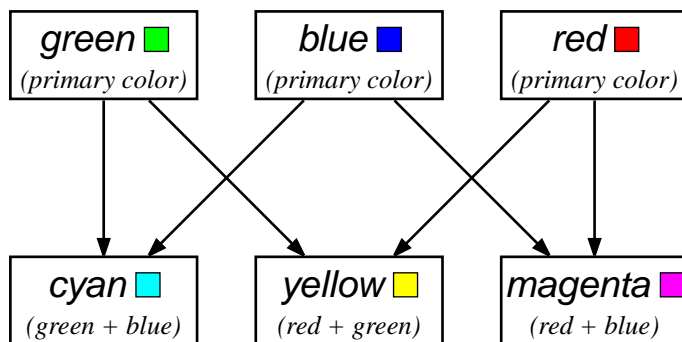 green
(primary color)
blue
(primary color)
red
(primary color)
cyan
(green + blue)
yellow
(red + green)
magenta
(red + blue)